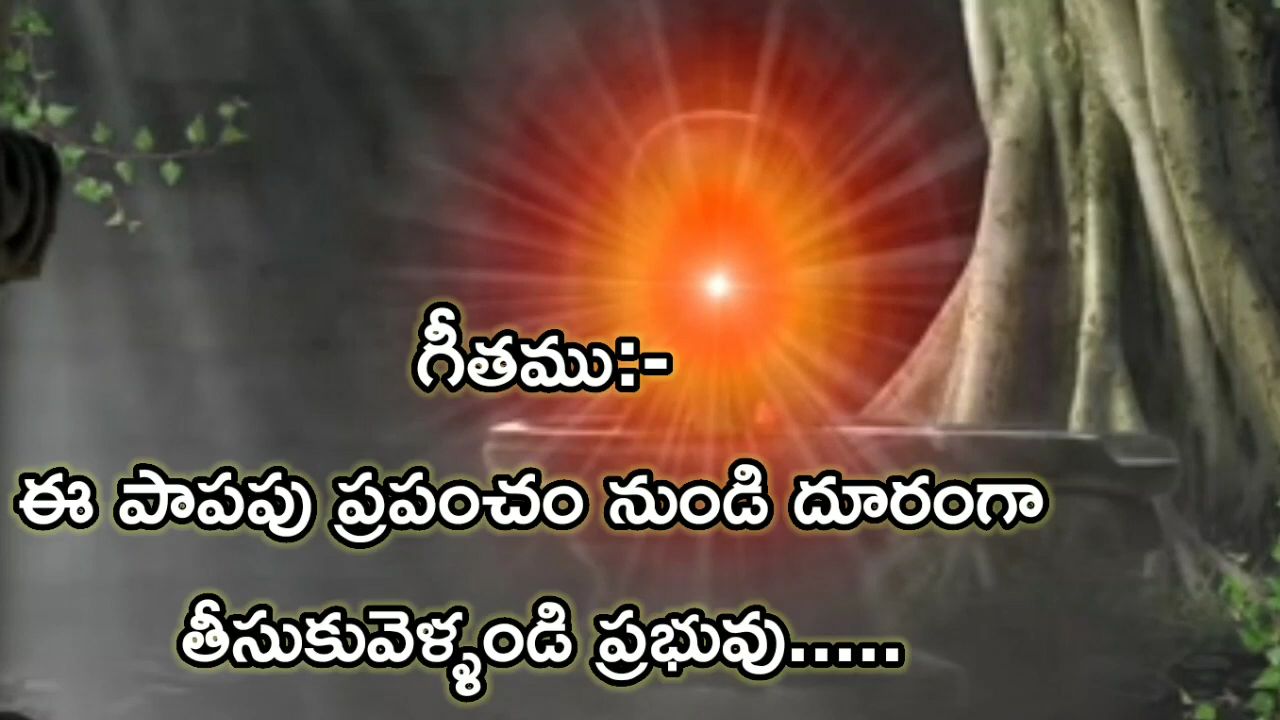 గీతము:-
ఈ పాపపు ప్రపంచం నుండి దూరంగా
తీసుకువెళ్ళండి ప్రభువు.....